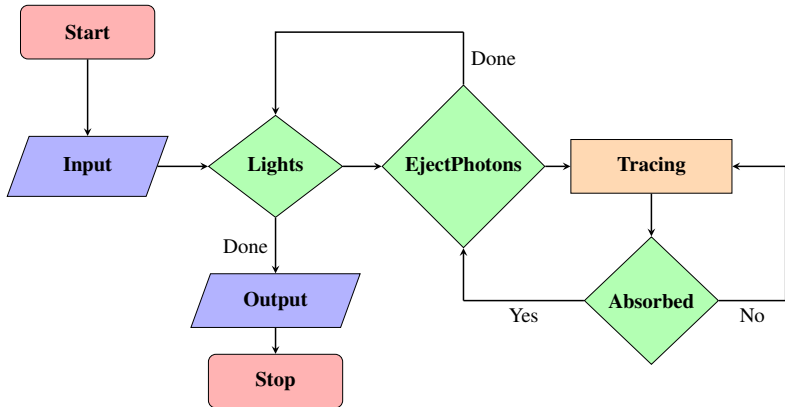 Start
Done
Input
Lights
EjectPhotons
Tracing
Done
Output
Absorbed
Yes
No
Stop